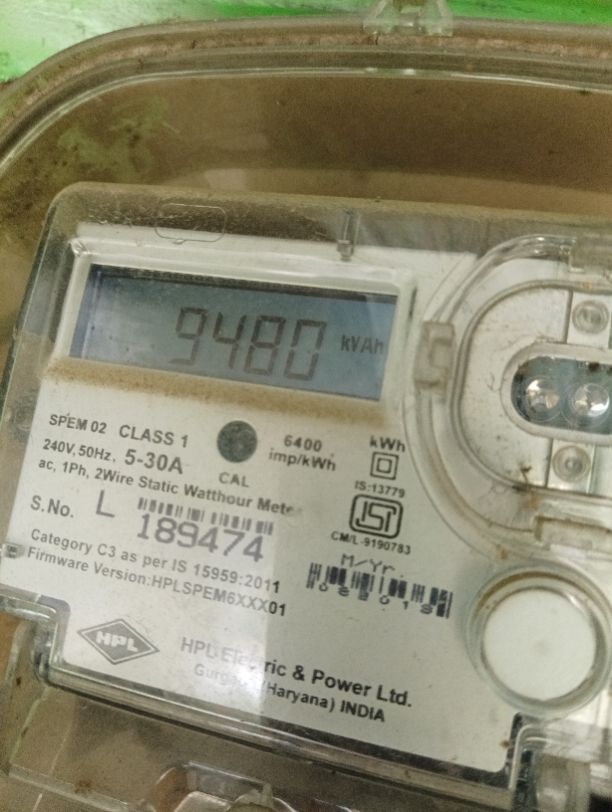 9480 kVAh
SPEM 02 CLASS 1
240V, 50Hz, 5-30A
ac, 1Ph, 2Wire Static Watthour Mete
CAL
6400
imp/kWh
kWh
IS:13779
ISI
CM/L-9190783
S.No. L 189474
Category C3 as per IS 15959:2011
Firmware Version:HPLSPEM6XXX01
M/Yr.
HPL
HPL Electric & Power Ltd.
(Haryana) INDIA